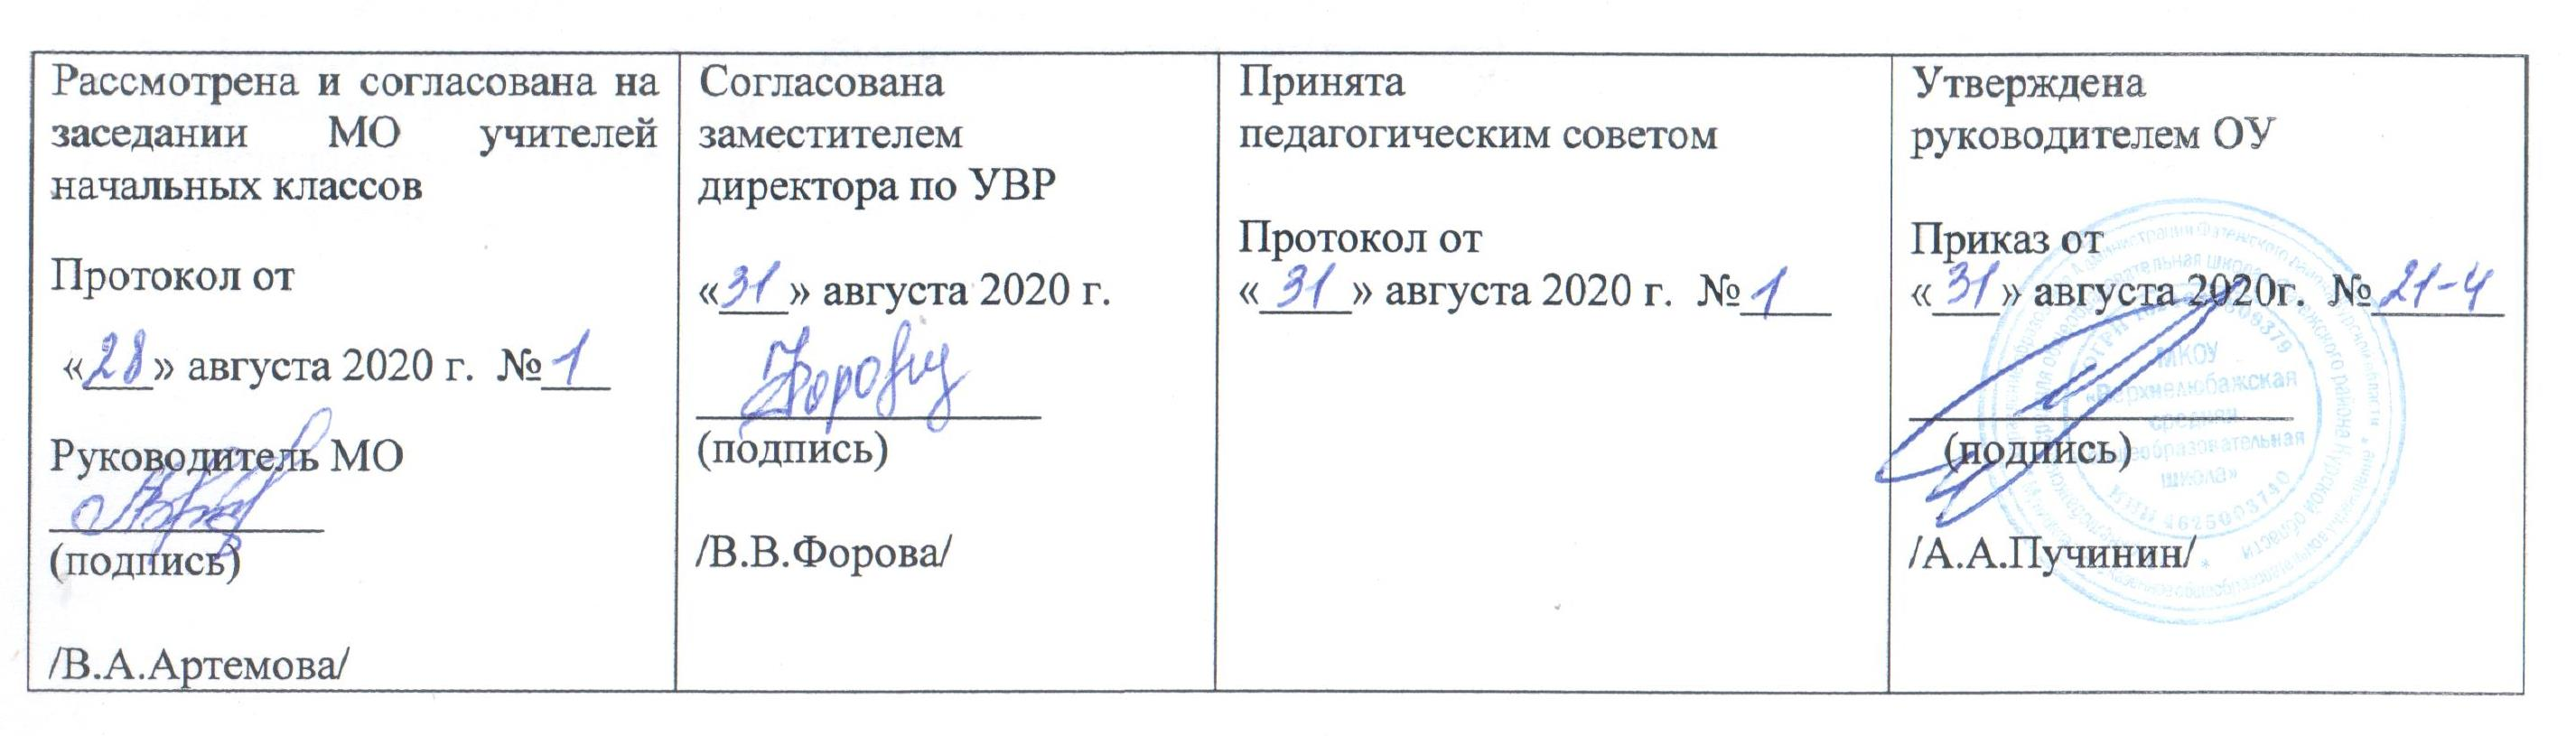 Рассмотрена и согласована на
заседании МО учителей
начальных классов
Протокол от
«28» августа 2020 г. №1
Руководитель МО
(подпись)
/В.А.Артемова/
Согласована
заместителем
директора по УВР
«31» августа 2020 г.
(подпись)
/В.В.Форова/
Принята
педагогическим советом
Протокол от
«31» августа 2020 г. №1
Утверждена
руководителем ОУ
Приказ от
«31» августа 2020г. №21-4
(подпись)
/А.А.Пучинин/
МКОУ
«Верхнелюбажская
средняя
общеобразовательная
школа»